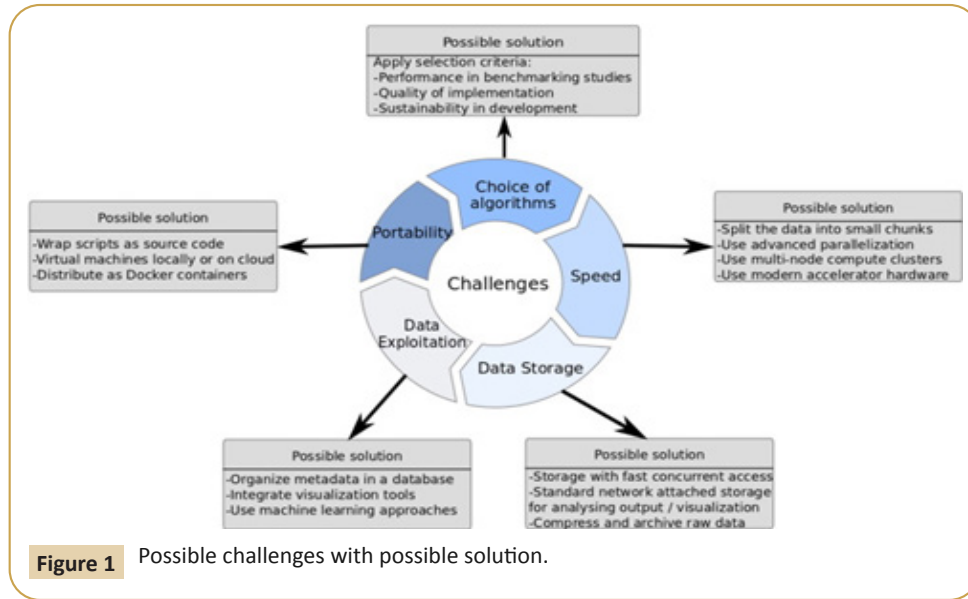 Possible solution
Apply selection criteria:
-Performance in benchmarking studies
-Quality of implementation
-Sustainability in development
Possible solution
-Wrap scripts as source code
-Virtual machines locally or on cloud
-Distribute as Docker containers
Possible solution
-Split the data into small chunks
-Use advanced parallelization
-Use multi-node compute clusters
-Use modern accelerator hardware
Choice of
algorithms
Portability
Speed
Challenges
Data
Exploitation
Data Storage
Possible solution
-Organize metadata in a database
-Integrate visualization tools
-Use machine learning approaches
Possible solution
-Storage with fast concurrent access
-Standard network attached storage
for analysing output / visualization
-Compress and archive raw data
Figure 1 Possible challenges with possible solution.